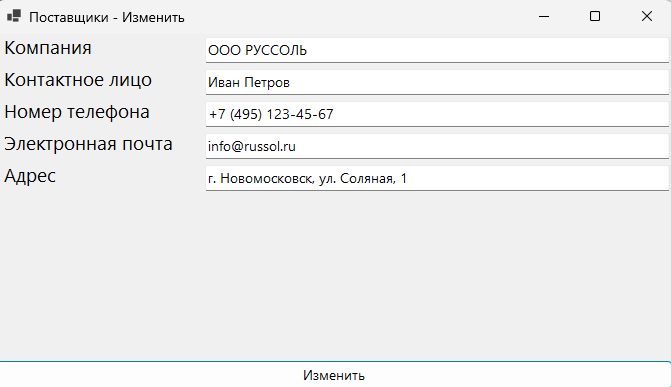 Поставщики - Изменить
Компания ООО РУССОЛЬ
Контактное лицо Иван Петров
Номер телефона +7 (495) 123-45-67
Электронная почта info@russol.ru
Адрес г. Новомосковск, ул. Соляная, 1
Изменить